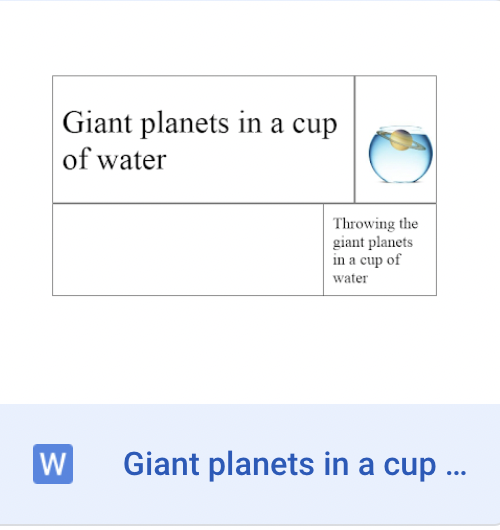 Giant planets in a cup
of water
Throwing the
giant planets
in a cup of
water
W
Giant planets in a cup ...